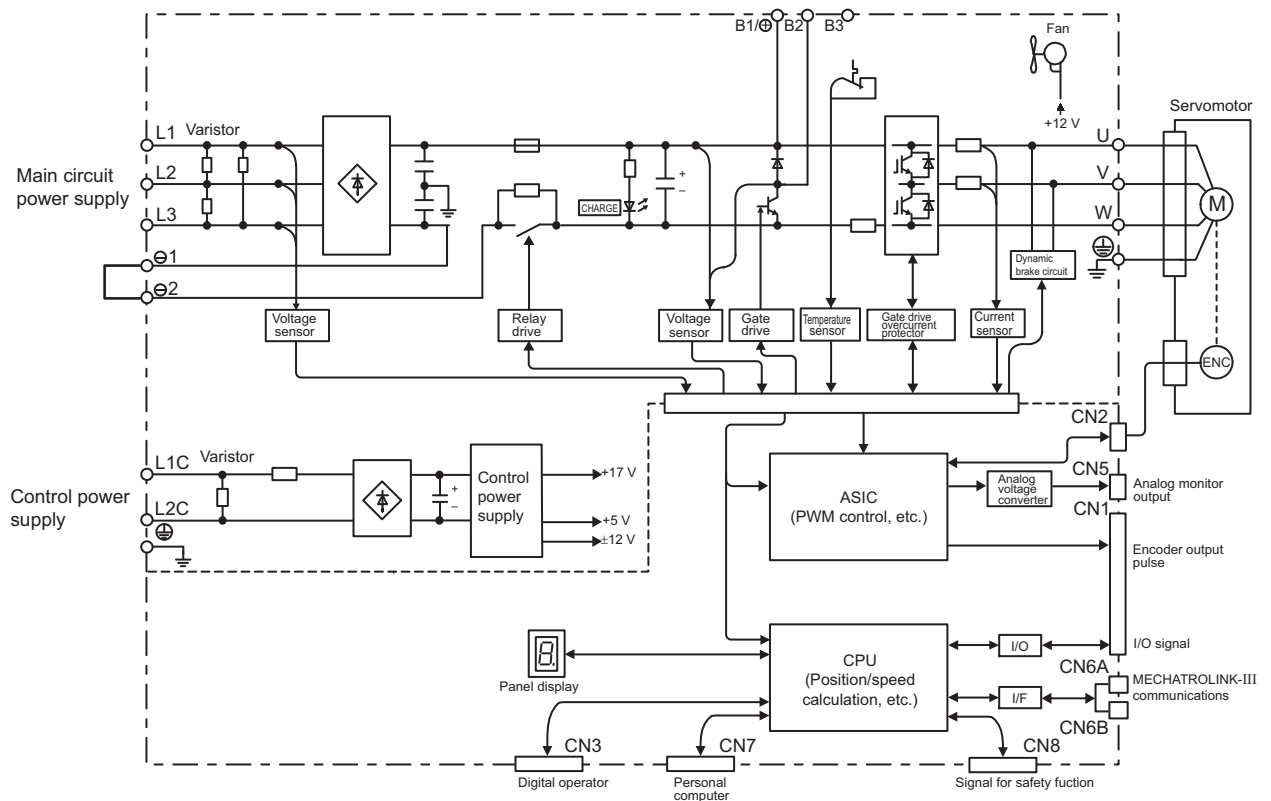 B1/⊕ B2 B3
Fan
+12 V
Servomotor
Varistor
L1
L2
L3
Main circuit
power supply
⊖1
⊖2
CHARGE
+
–
U
V
W
M
Dynamic
brake circuit
Voltage
sensor
Relay
drive
Voltage
sensor
Gate
drive
Temperature
sensor
Gate drive
overcurrent
protector
Current
sensor
ENC
CN2
L1C
Varistor
L2C
Control power
supply
+
–
Control
power
supply
+17 V
+5 V
±12 V
ASIC
(PWM control, etc.)
Analog
voltage
converter
CN5
Analog monitor
output
CN1
Encoder output
pulse
I/O signal
8.
Panel display
CPU
(Position/speed
calculation, etc.)
I/O
I/F
CN6A
MECHATROLINK-III
communications
CN6B
CN3
Digital operator
CN7
Personal
computer
CN8
Signal for safety fuction